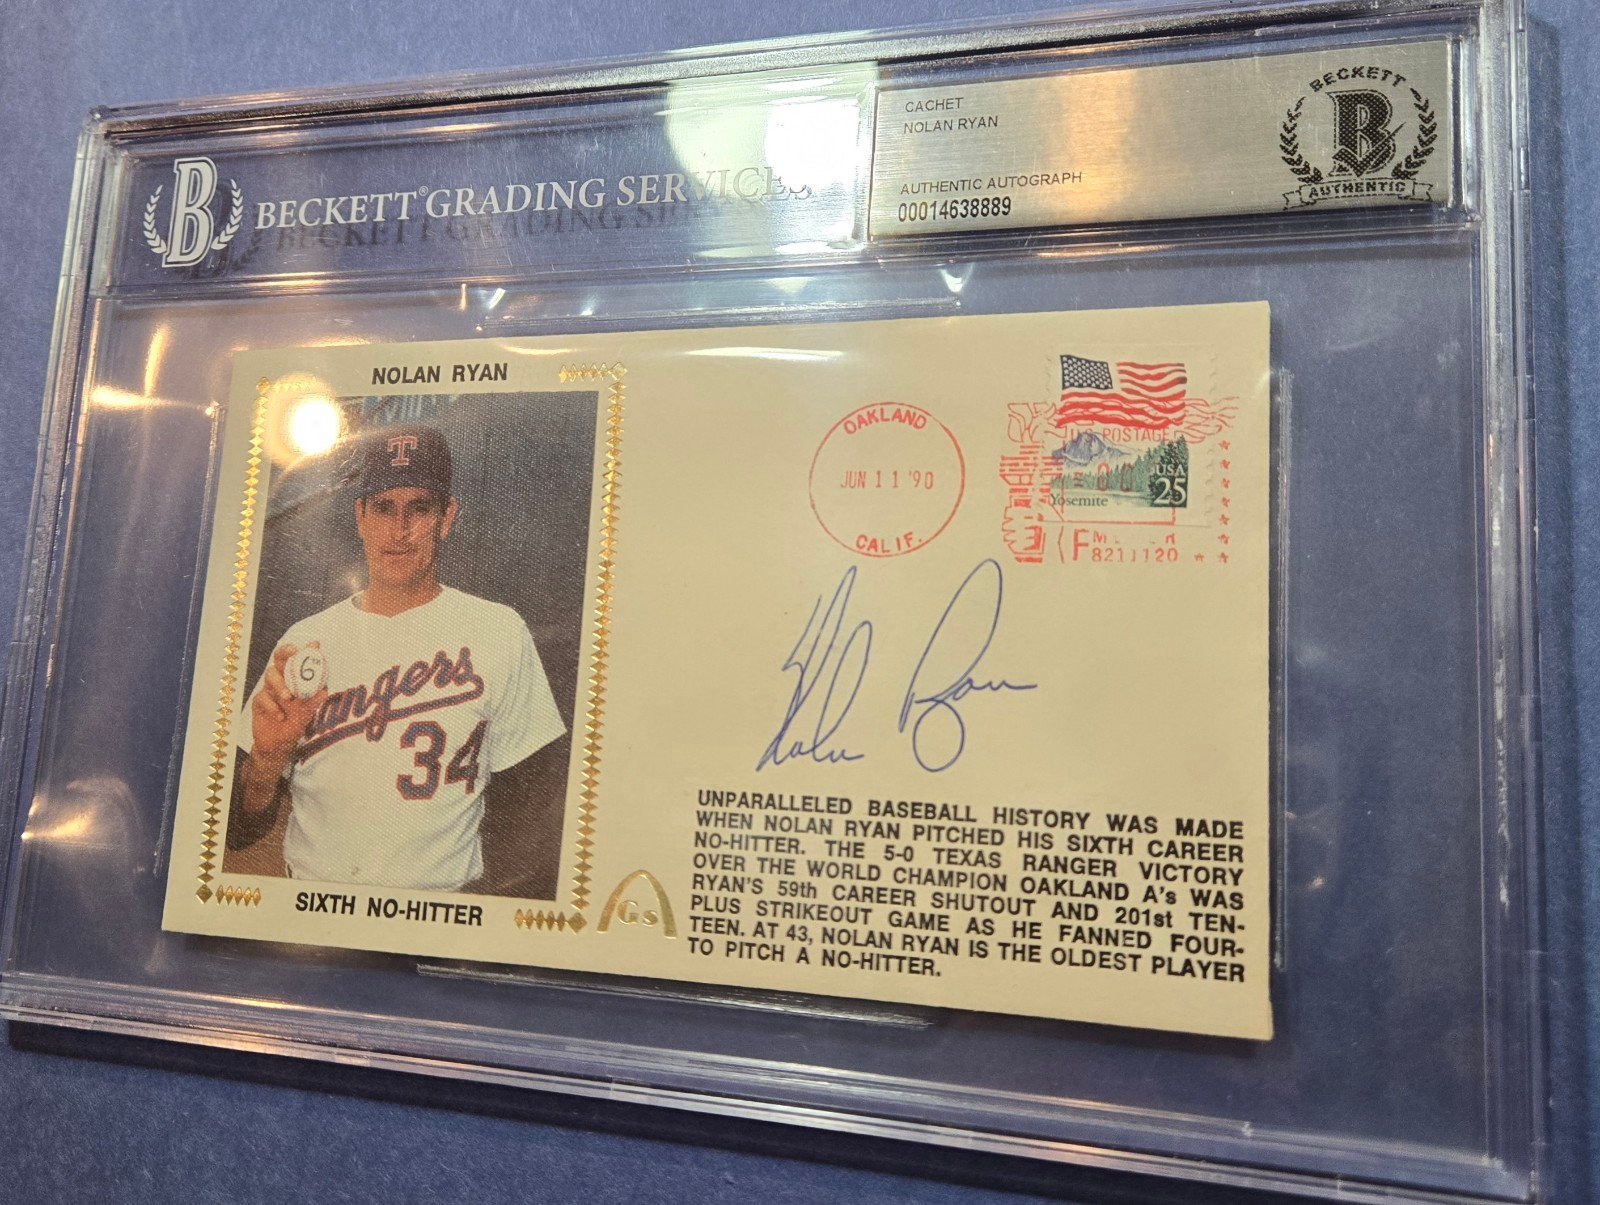 BECKETT® GRADING SERVICES
CACHET
NOLAN RYAN
AUTHENTIC AUTOGRAPH
00014638889
BECKETT
B
AUTHENTIC
B
NOLAN RYAN
T
6TH
Rangers
34
SIXTH NO-HITTER
Gs
OAKLAND
JUN 11 '90
CALIF.
U.S. POSTAGE
USA
25
Yosemite
8211120
Nolan Ryan
UNPARALLELED BASEBALL HISTORY WAS MADE
WHEN NOLAN RYAN PITCHED HIS SIXTH CAREER
NO-HITTER. THE 5-0 TEXAS RANGER VICTORY
OVER THE WORLD CHAMPION OAKLAND A's WAS
RYAN'S 59th CAREER SHUTOUT AND 201st TEN-
PLUS STRIKEOUT GAME AS HE FANNED FOUR-
TEEN. AT 43, NOLAN RYAN IS THE OLDEST PLAYER
TO PITCH A NO-HITTER.